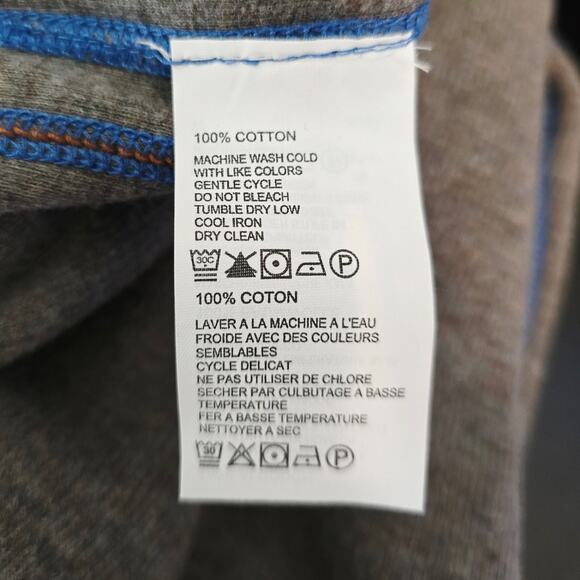 100% COTTON
MACHINE WASH COLD
WITH LIKE COLORS
GENTLE CYCLE
DO NOT BLEACH
TUMBLE DRY LOW
COOL IRON
DRY CLEAN
30C P
100% COTON
LAVER A LA MACHINE A L'EAU
FROIDE AVEC DES COULEURS
SEMBLABLES
CYCLE DELICAT
NE PAS UTILISER DE CHLORE
SECHER PAR CULBUTAGE A BASSE
TEMPERATURE
FER A BASSE TEMPERATURE
NETTOYER A SEC
30 P